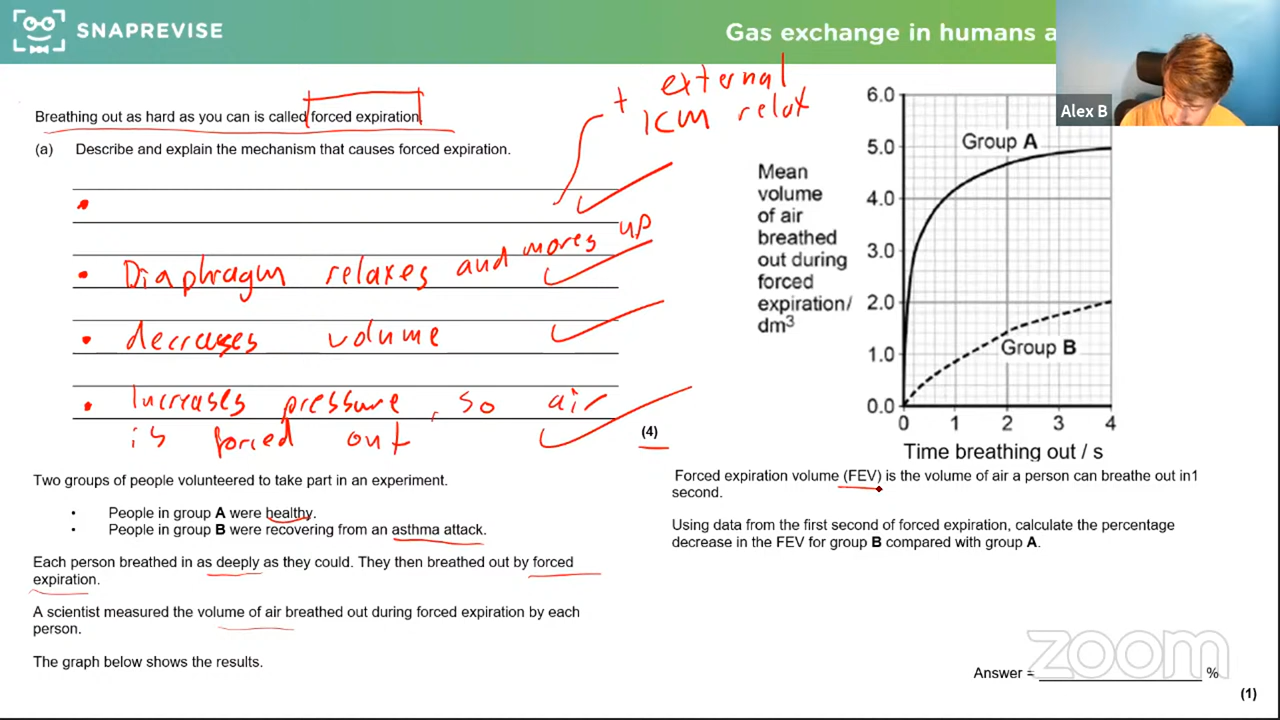 SNAPREVISE
Gas exchange in humans a
Alex B
Breathing out as hard as you can is called forced expiration.
(a) Describe and explain the mechanism that causes forced expiration.
+ external
ICM relax
• Diaphragm relaxes and moves up
• decreases volume
• Increases pressure, so air
is forced out
(4)
Two groups of people volunteered to take part in an experiment.
• People in group A were healthy.
• People in group B were recovering from an asthma attack.
Each person breathed in as deeply as they could. They then breathed out by forced
expiration.
A scientist measured the volume of air breathed out during forced expiration by each
person.
The graph below shows the results.
Mean
volume
of air
breathed
out during
forced
expiration/
dm³
6.0
5.0
4.0
3.0
2.0
1.0
0.0
Group A
Group B
0 1 2 3 4
Time breathing out / s
Forced expiration volume (FEV) is the volume of air a person can breathe out in1
second.
Using data from the first second of forced expiration, calculate the percentage
decrease in the FEV for group B compared with group A.
zoom
Answer = %
(1)